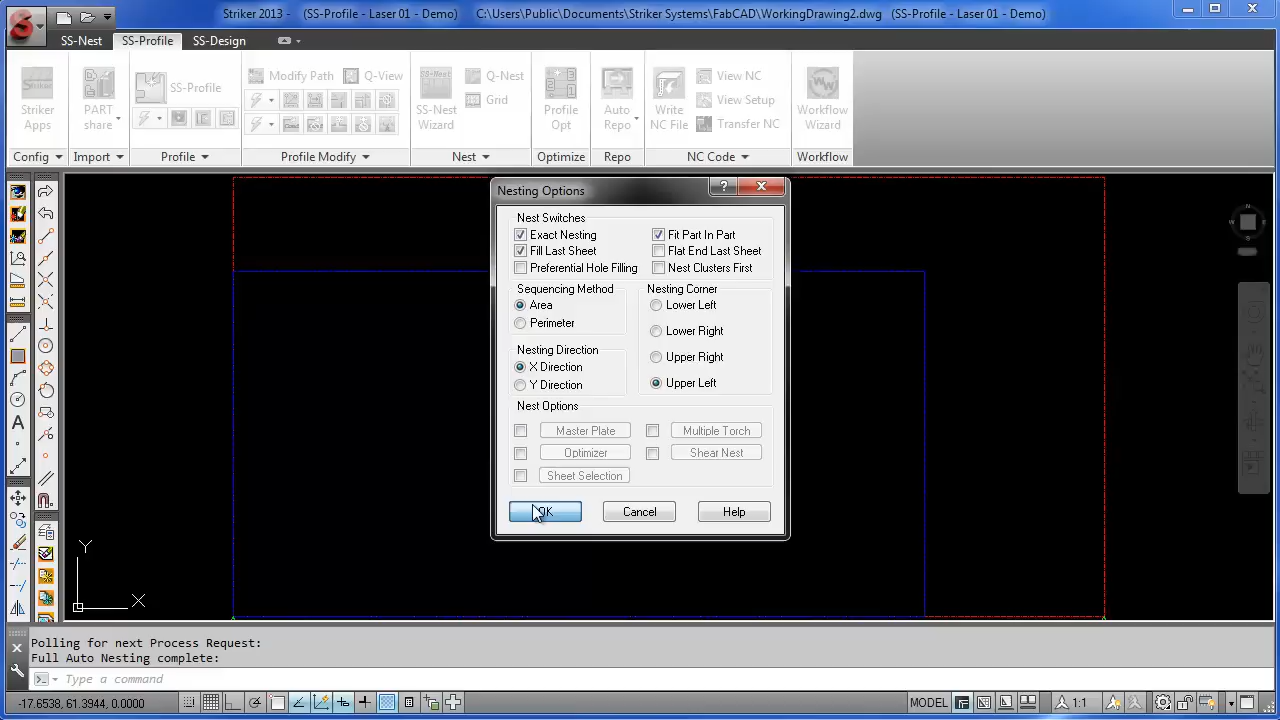 Striker 2013 - (SS-Profile - Laser 01 - Demo) C:\Users\Public\Documents\Striker Systems\FabCAD\WorkingDrawing2.dwg (SS-Profile - Laser 01 - Demo)
SS-Nest SS-Profile SS-Design
Striker Apps
PART share
SS-Profile
Modify Path Q-View
SS-Nest Wizard
Q-Nest
Grid
Profile Opt
Auto Repo
Write NC File
View NC
View Setup
Transfer NC
Workflow Wizard
Config Import Profile Profile Modify Nest Optimize Repo NC Code Workflow
Nesting Options
Nest Switches
Exact Nesting Fit Part In Part
Fill Last Sheet Flat End Last Sheet
Preferential Hole Filling Nest Clusters First
Sequencing Method
Area
Perimeter
Nesting Corner
Lower Left
Lower Right
Upper Right
Upper Left
Nesting Direction
X Direction
Y Direction
Nest Options
Master Plate Multiple Torch
Optimizer Shear Nest
Sheet Selection
OK Cancel Help
N
S
Y
X
Polling for next Process Request:
Full Auto Nesting complete:
Type a command
-17.6538, 61.3944, 0.0000
MODEL
1:1